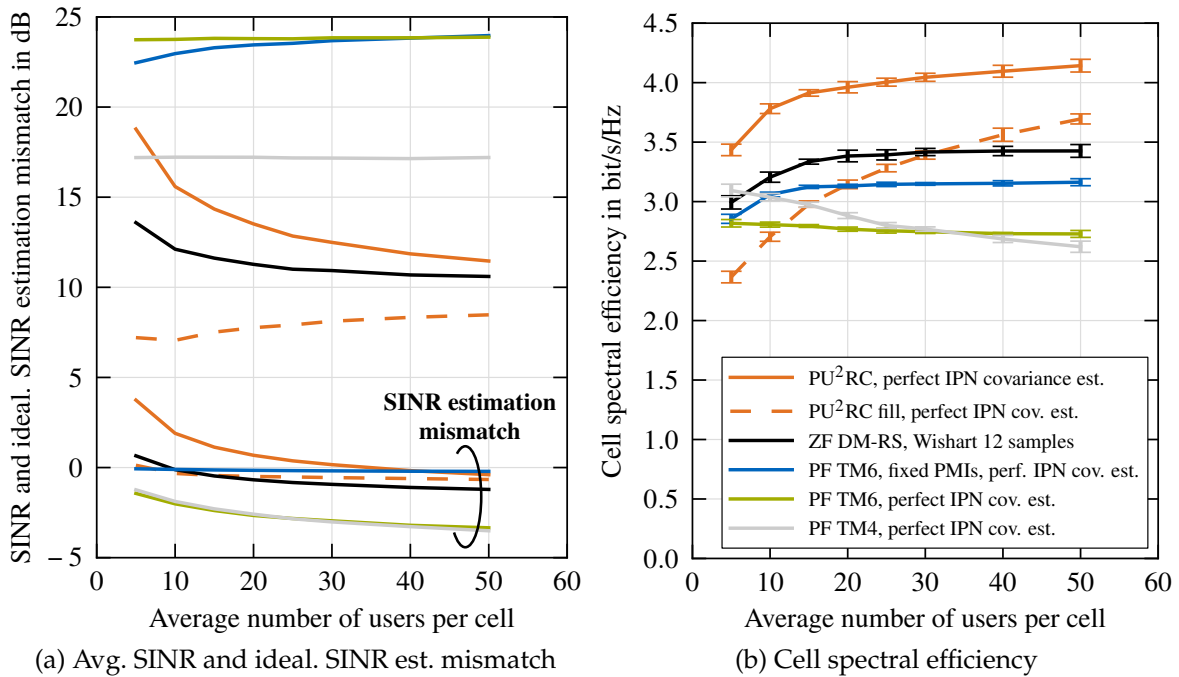 SINR and ideal. SINR estimation mismatch in dB
25
20
15
10
5
0
−5
0 10 20 30 40 50 60
SINR estimation
mismatch
Average number of users per cell
(a) Avg. SINR and ideal. SINR est. mismatch
Cell spectral efficiency in bit/s/Hz
4.5
4.0
3.5
3.0
2.5
2.0
1.5
1.0
0.5
0.0
0 10 20 30 40 50 60
PU²RC, perfect IPN covariance est.
PU²RC fill, perfect IPN cov. est.
ZF DM-RS, Wishart 12 samples
PF TM6, fixed PMIs, perf. IPN cov. est.
PF TM6, perfect IPN cov. est.
PF TM4, perfect IPN cov. est.
Average number of users per cell
(b) Cell spectral efficiency